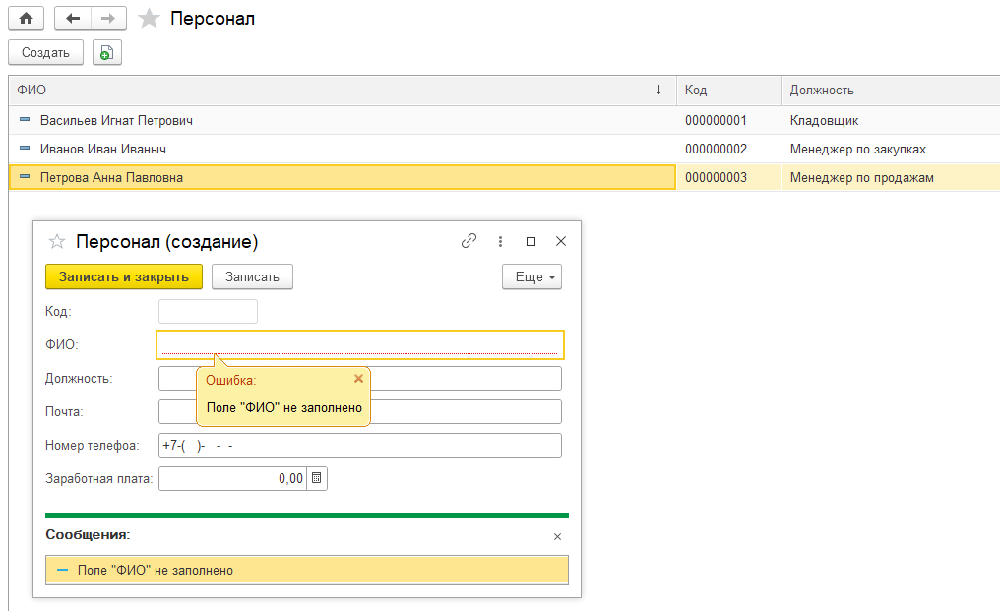 Персонал
Создать
ФИО ↓ Код Должность
Васильев Игнат Петрович 000000001 Кладовщик
Иванов Иван Иваныч 000000002 Менеджер по закупкам
Петрова Анна Павловна 000000003 Менеджер по продажам
Персонал (создание)
Записать и закрыть Записать Еще
Код:
ФИО:
Должность:
Ошибка:
Поле "ФИО" не заполнено
Почта:
Номер телефоа: +7-( )- - -
Заработная плата: 0,00
Сообщения:
Поле "ФИО" не заполнено